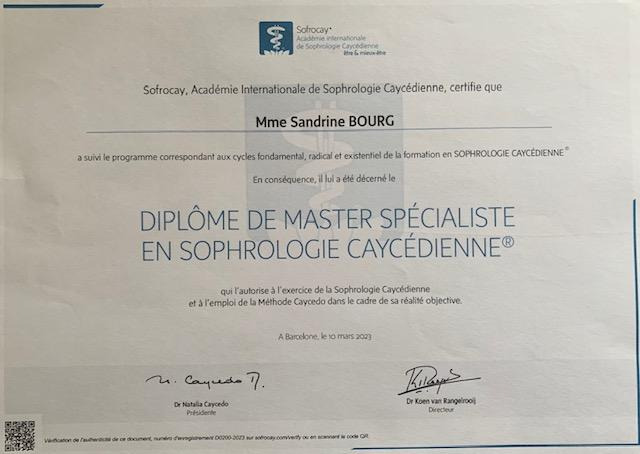 Sofrocay®
Académie internationale
de Sophrologie Caycédienne
être & mieux-être
Sofrocay, Académie Internationale de Sophrologie Caycédienne, certifie que
Mme Sandrine BOURG
a suivi le programme correspondant aux cycles fondamental, radical et existentiel de la formation en SOPHROLOGIE CAYCÉDIENNE®
En conséquence, il lui a été décerné le
DIPLÔME DE MASTER SPÉCIALISTE
EN SOPHROLOGIE CAYCÉDIENNE®
qui l'autorise à l'exercice de la Sophrologie Caycédienne
et à l'emploi de la Méthode Caycedo dans le cadre de sa réalité objective.
A Barcelone, le 10 mars 2023
N. Caycedo
Dr Natalia Caycedo
Présidente
Dr Koen van Rangelrooij
Directeur
Vérification de l'authenticité de ce document, numéro d'enregistrement D0200-2023 sur sofrocay.com/verify ou en scannant le code QR.